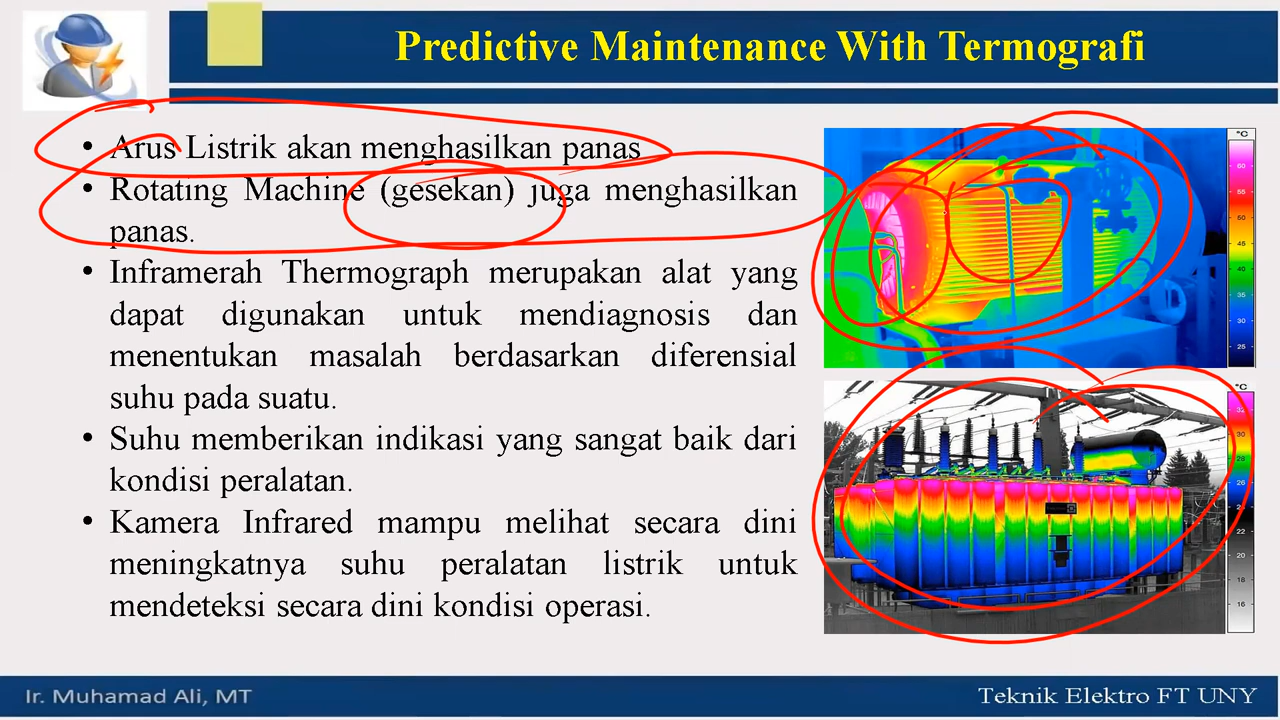 Predictive Maintenance With Termografi
• Arus Listrik akan menghasilkan panas
• Rotating Machine (gesekan) juga menghasilkan
panas.
• Inframerah Thermograph merupakan alat yang
dapat digunakan untuk mendiagnosis dan
menentukan masalah berdasarkan diferensial
suhu pada suatu.
• Suhu memberikan indikasi yang sangat baik dari
kondisi peralatan.
• Kamera Infrared mampu melihat secara dini
meningkatnya suhu peralatan listrik untuk
mendeteksi secara dini kondisi operasi.
°C
60
55
50
45
40
35
30
25
°C
32
30
28
26
24
22
20
18
16
Ir. Muhamad Ali, MT
Teknik Elektro FT UNY